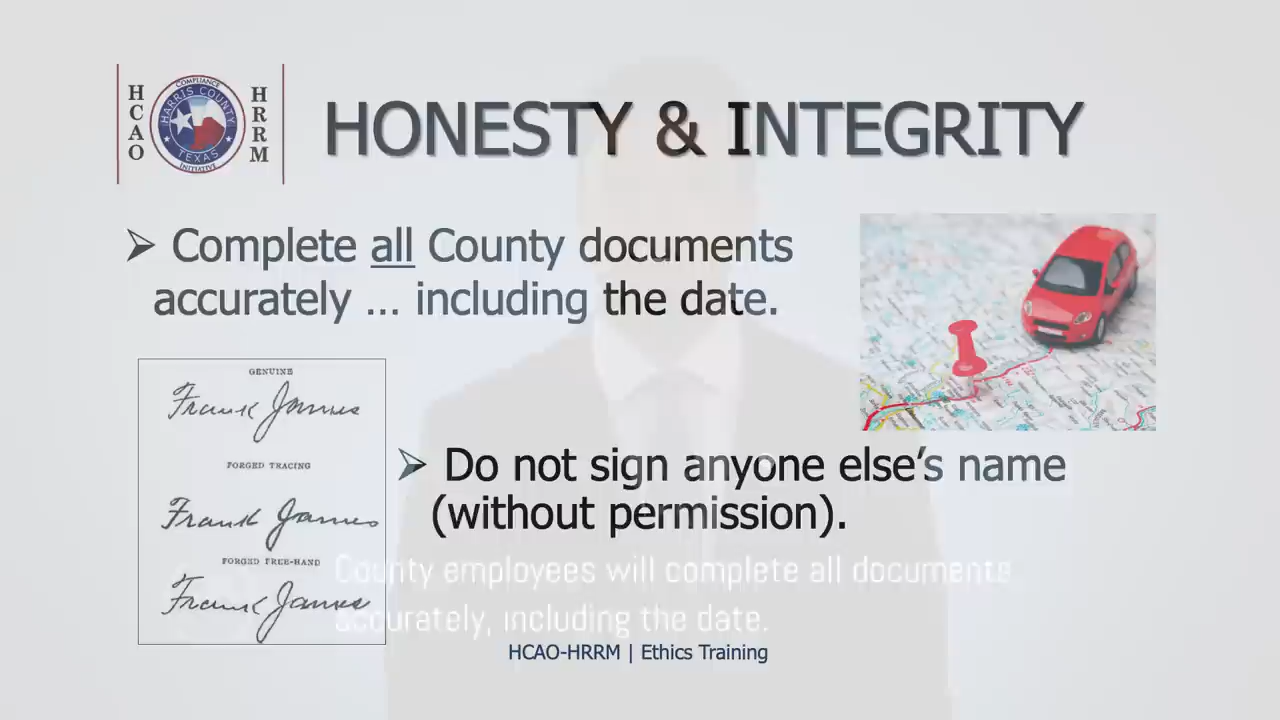 HCAO
COMPLIANCE
HARRIS COUNTY
TEXAS
INITIATIVE
HRRM
HONESTY & INTEGRITY
➢ Complete all County documents
accurately ... including the date.
GENUINE
Frank James
FORGED TRACING
Frank James
FORGED FREE-HAND
Frank James
➢ Do not sign anyone else’s name
(without permission).
County employees will complete all documents
accurately, including the date.
HCAO-HRRM | Ethics Training